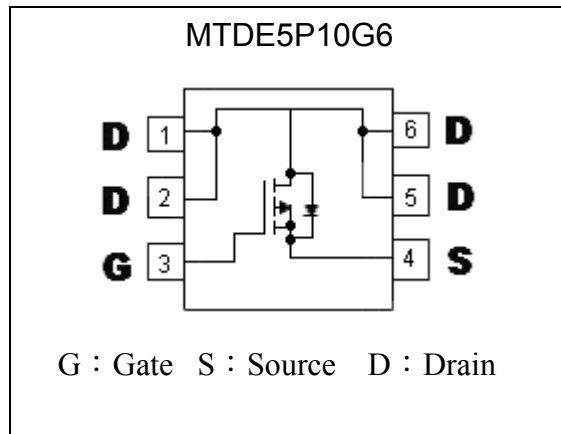 MTDE5P10G6
D 1 6 D
D 2 5 D
G 3 4 S
G：Gate S：Source D：Drain